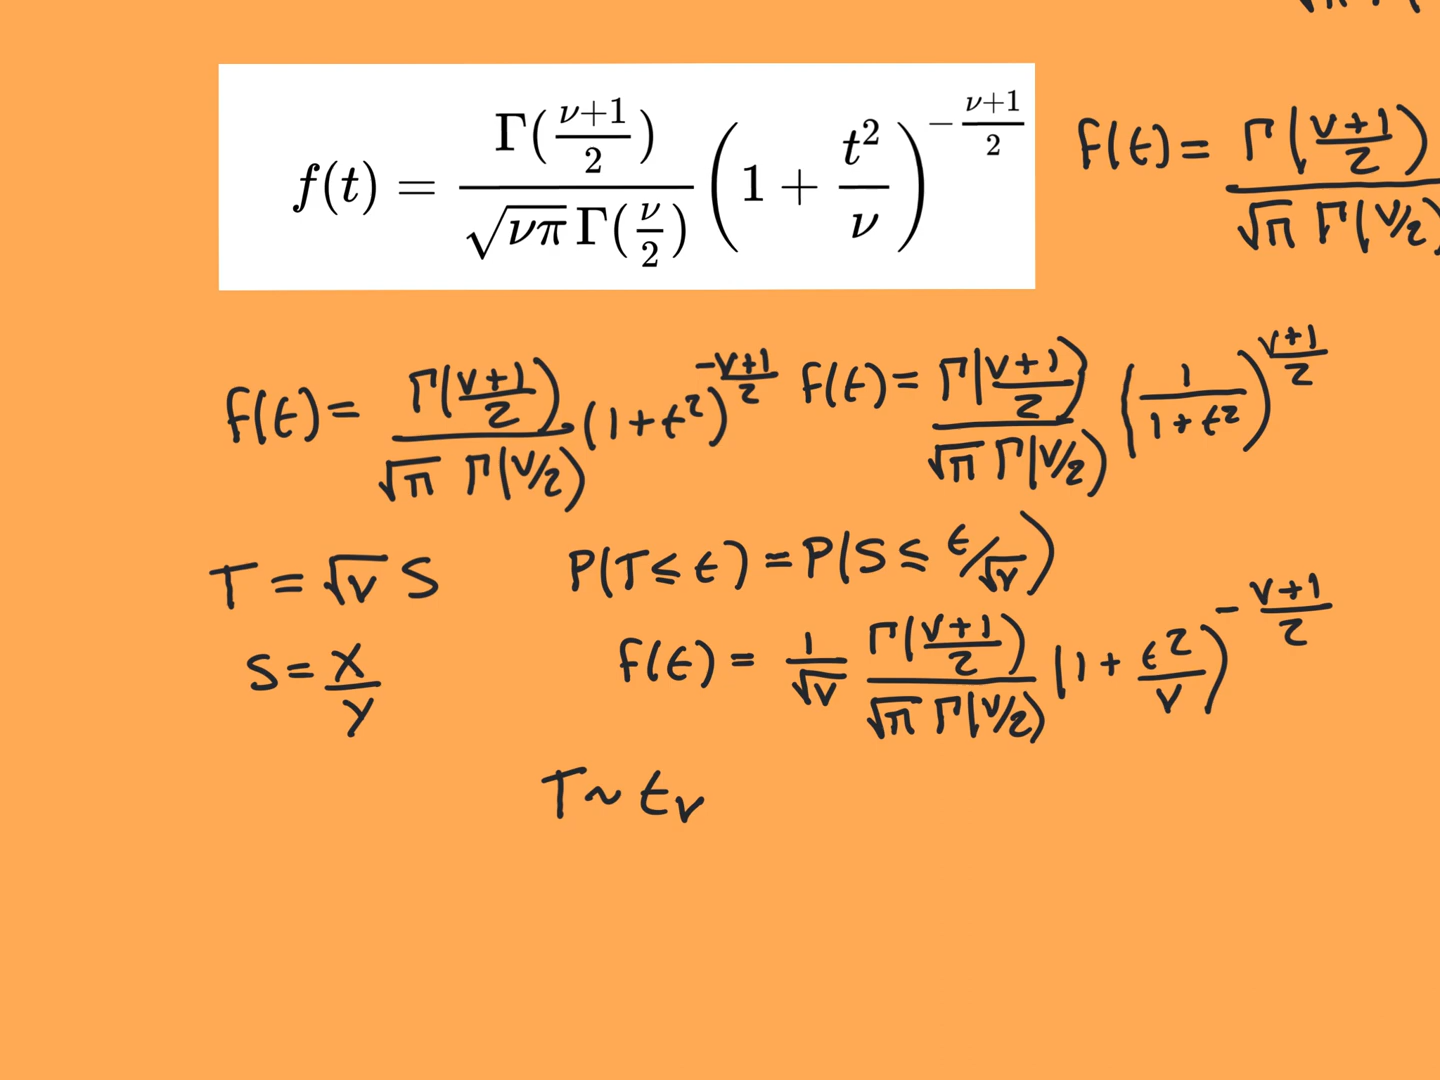 f(t) = Γ((ν+1)/2) / (√(νπ) Γ(ν/2)) (1 + t²/ν)^(-(ν+1)/2)
f(t) = Γ((ν+1)/2) / (√π Γ(ν/2))
f(t) = Γ((ν+1)/2) / (√π Γ(ν/2)) · (1+t²)^(-(ν+1)/2)
f(t) = Γ((ν+1)/2) / (√π Γ(ν/2)) (1/(1+t²))^((ν+1)/2)
T = √ν S
P(T ≤ t) = P(S ≤ t/√ν)
S = X/Y
f(t) = 1/√ν Γ((ν+1)/2) / (√π Γ(ν/2)) (1 + t²/ν)^(-(ν+1)/2)
T ~ t_ν